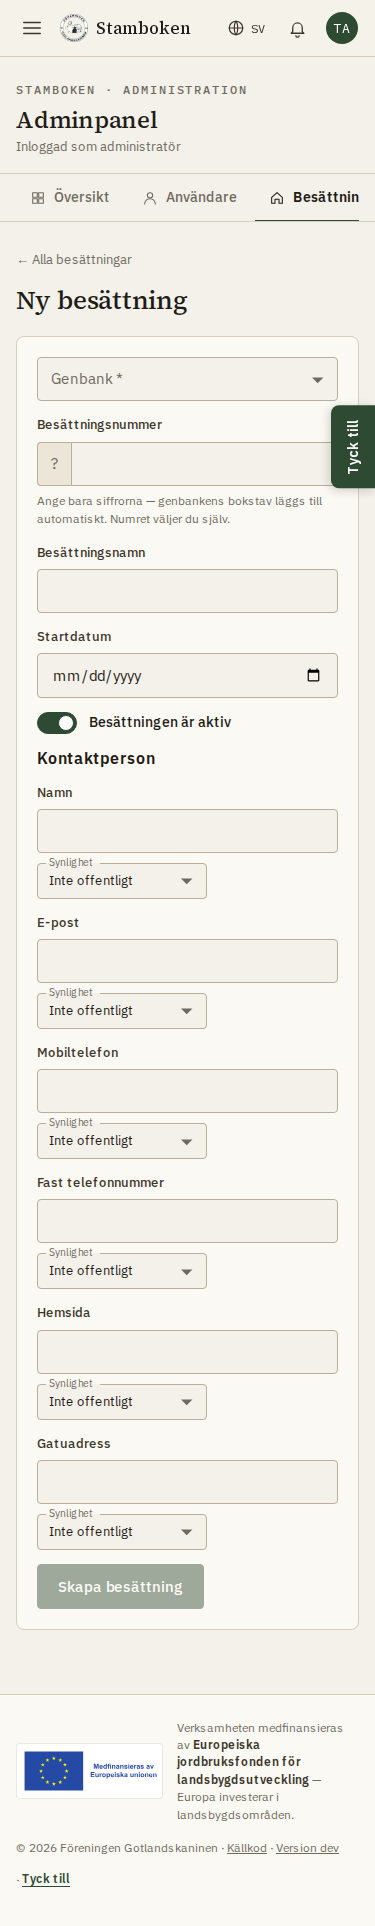 Stamboken
SV
TA
STAMBOKEN · ADMINISTRATION
Adminpanel
Inloggad som administratör
Översikt
Användare
Besättnin
← Alla besättningar
Ny besättning
Genbank *
Tyck till
Besättningsnummer
?
Ange bara siffrorna — genbankens bokstav läggs till
automatiskt. Numret väljer du själv.
Besättningsnamn
Startdatum
mm/dd/yyyy
Besättningen är aktiv
Kontaktperson
Namn
Synlighet
Inte offentligt
E-post
Synlighet
Inte offentligt
Mobiltelefon
Synlighet
Inte offentligt
Fast telefonnummer
Synlighet
Inte offentligt
Hemsida
Synlighet
Inte offentligt
Gatuadress
Synlighet
Inte offentligt
Skapa besättning
Medfinansieras av
Europeiska unionen
Verksamheten medfinansieras
av Europeiska
jordbruksfonden för
landsbygdsutveckling —
Europa investerar i
landsbygdsområden.
© 2026 Föreningen Gotlandskaninen · Källkod · Version dev
· Tyck till